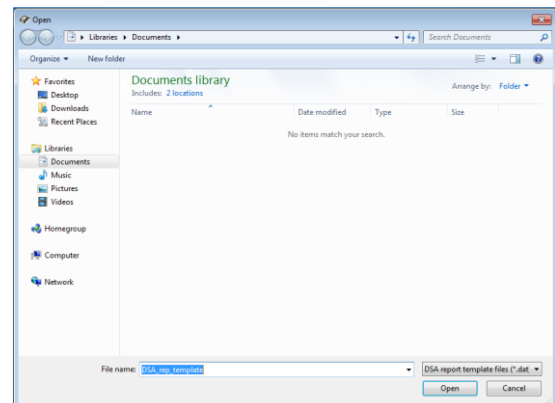 Open
Libraries Documents
Search Documents
Organize New folder
Favorites
Desktop
Downloads
Recent Places
Libraries
Documents
Music
Pictures
Videos
Homegroup
Computer
Network
Documents library
Includes: 2 locations
Arrange by: Folder
Name Date modified Type Size
No items match your search.
File name: DSA_rep_template
DSA report template files (*.dat
Open Cancel